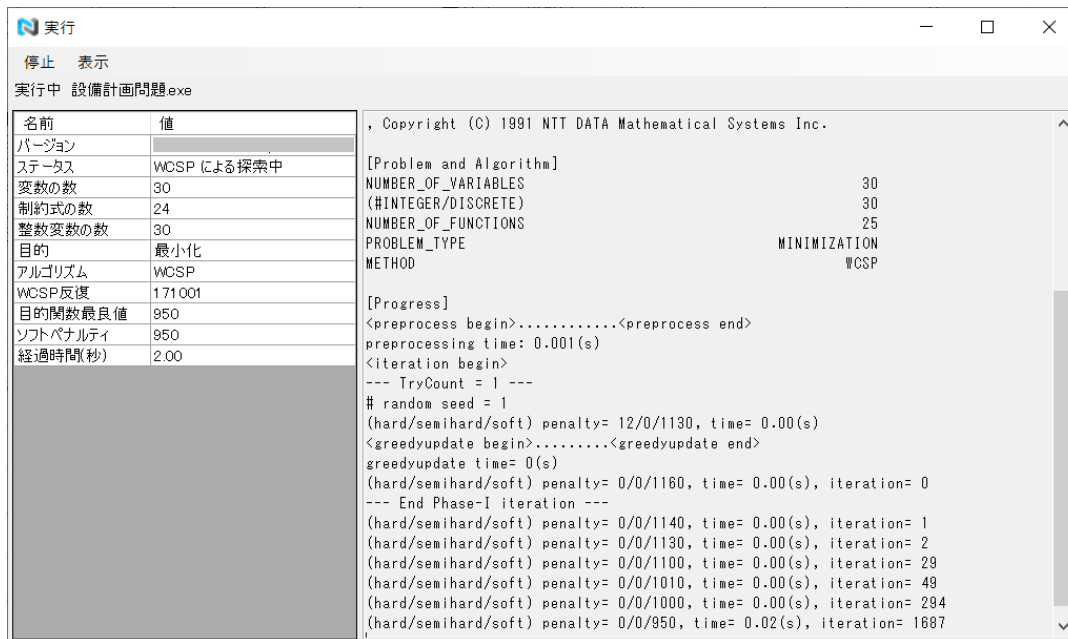 実行
停止 表示
実行中 設備計画問題.exe
名前 値
バージョン
ステータス WCSP による探索中
変数の数 30
制約式の数 24
整数変数の数 30
目的 最小化
アルゴリズム WCSP
WCSP反復 171001
目的関数最良値 950
ソフトペナルティ 950
経過時間(秒) 2.00
, Copyright (C) 1991 NTT DATA Mathematical Systems Inc.
[Problem and Algorithm]
NUMBER_OF_VARIABLES 30
(#INTEGER/DISCRETE) 30
NUMBER_OF_FUNCTIONS 25
PROBLEM_TYPE MINIMIZATION
METHOD WCSP
[Progress]
<preprocess begin>............<preprocess end>
preprocessing time: 0.001(s)
<iteration begin>
--- TryCount = 1 ---
# random seed = 1
(hard/semihard/soft) penalty= 12/0/1130, time= 0.00(s)
<greedyupdate begin>.........<greedyupdate end>
greedyupdate time= 0(s)
(hard/semihard/soft) penalty= 0/0/1160, time= 0.00(s), iteration= 0
--- End Phase-I iteration ---
(hard/semihard/soft) penalty= 0/0/1140, time= 0.00(s), iteration= 1
(hard/semihard/soft) penalty= 0/0/1130, time= 0.00(s), iteration= 2
(hard/semihard/soft) penalty= 0/0/1100, time= 0.00(s), iteration= 29
(hard/semihard/soft) penalty= 0/0/1010, time= 0.00(s), iteration= 49
(hard/semihard/soft) penalty= 0/0/1000, time= 0.00(s), iteration= 294
(hard/semihard/soft) penalty= 0/0/950, time= 0.02(s), iteration= 1687